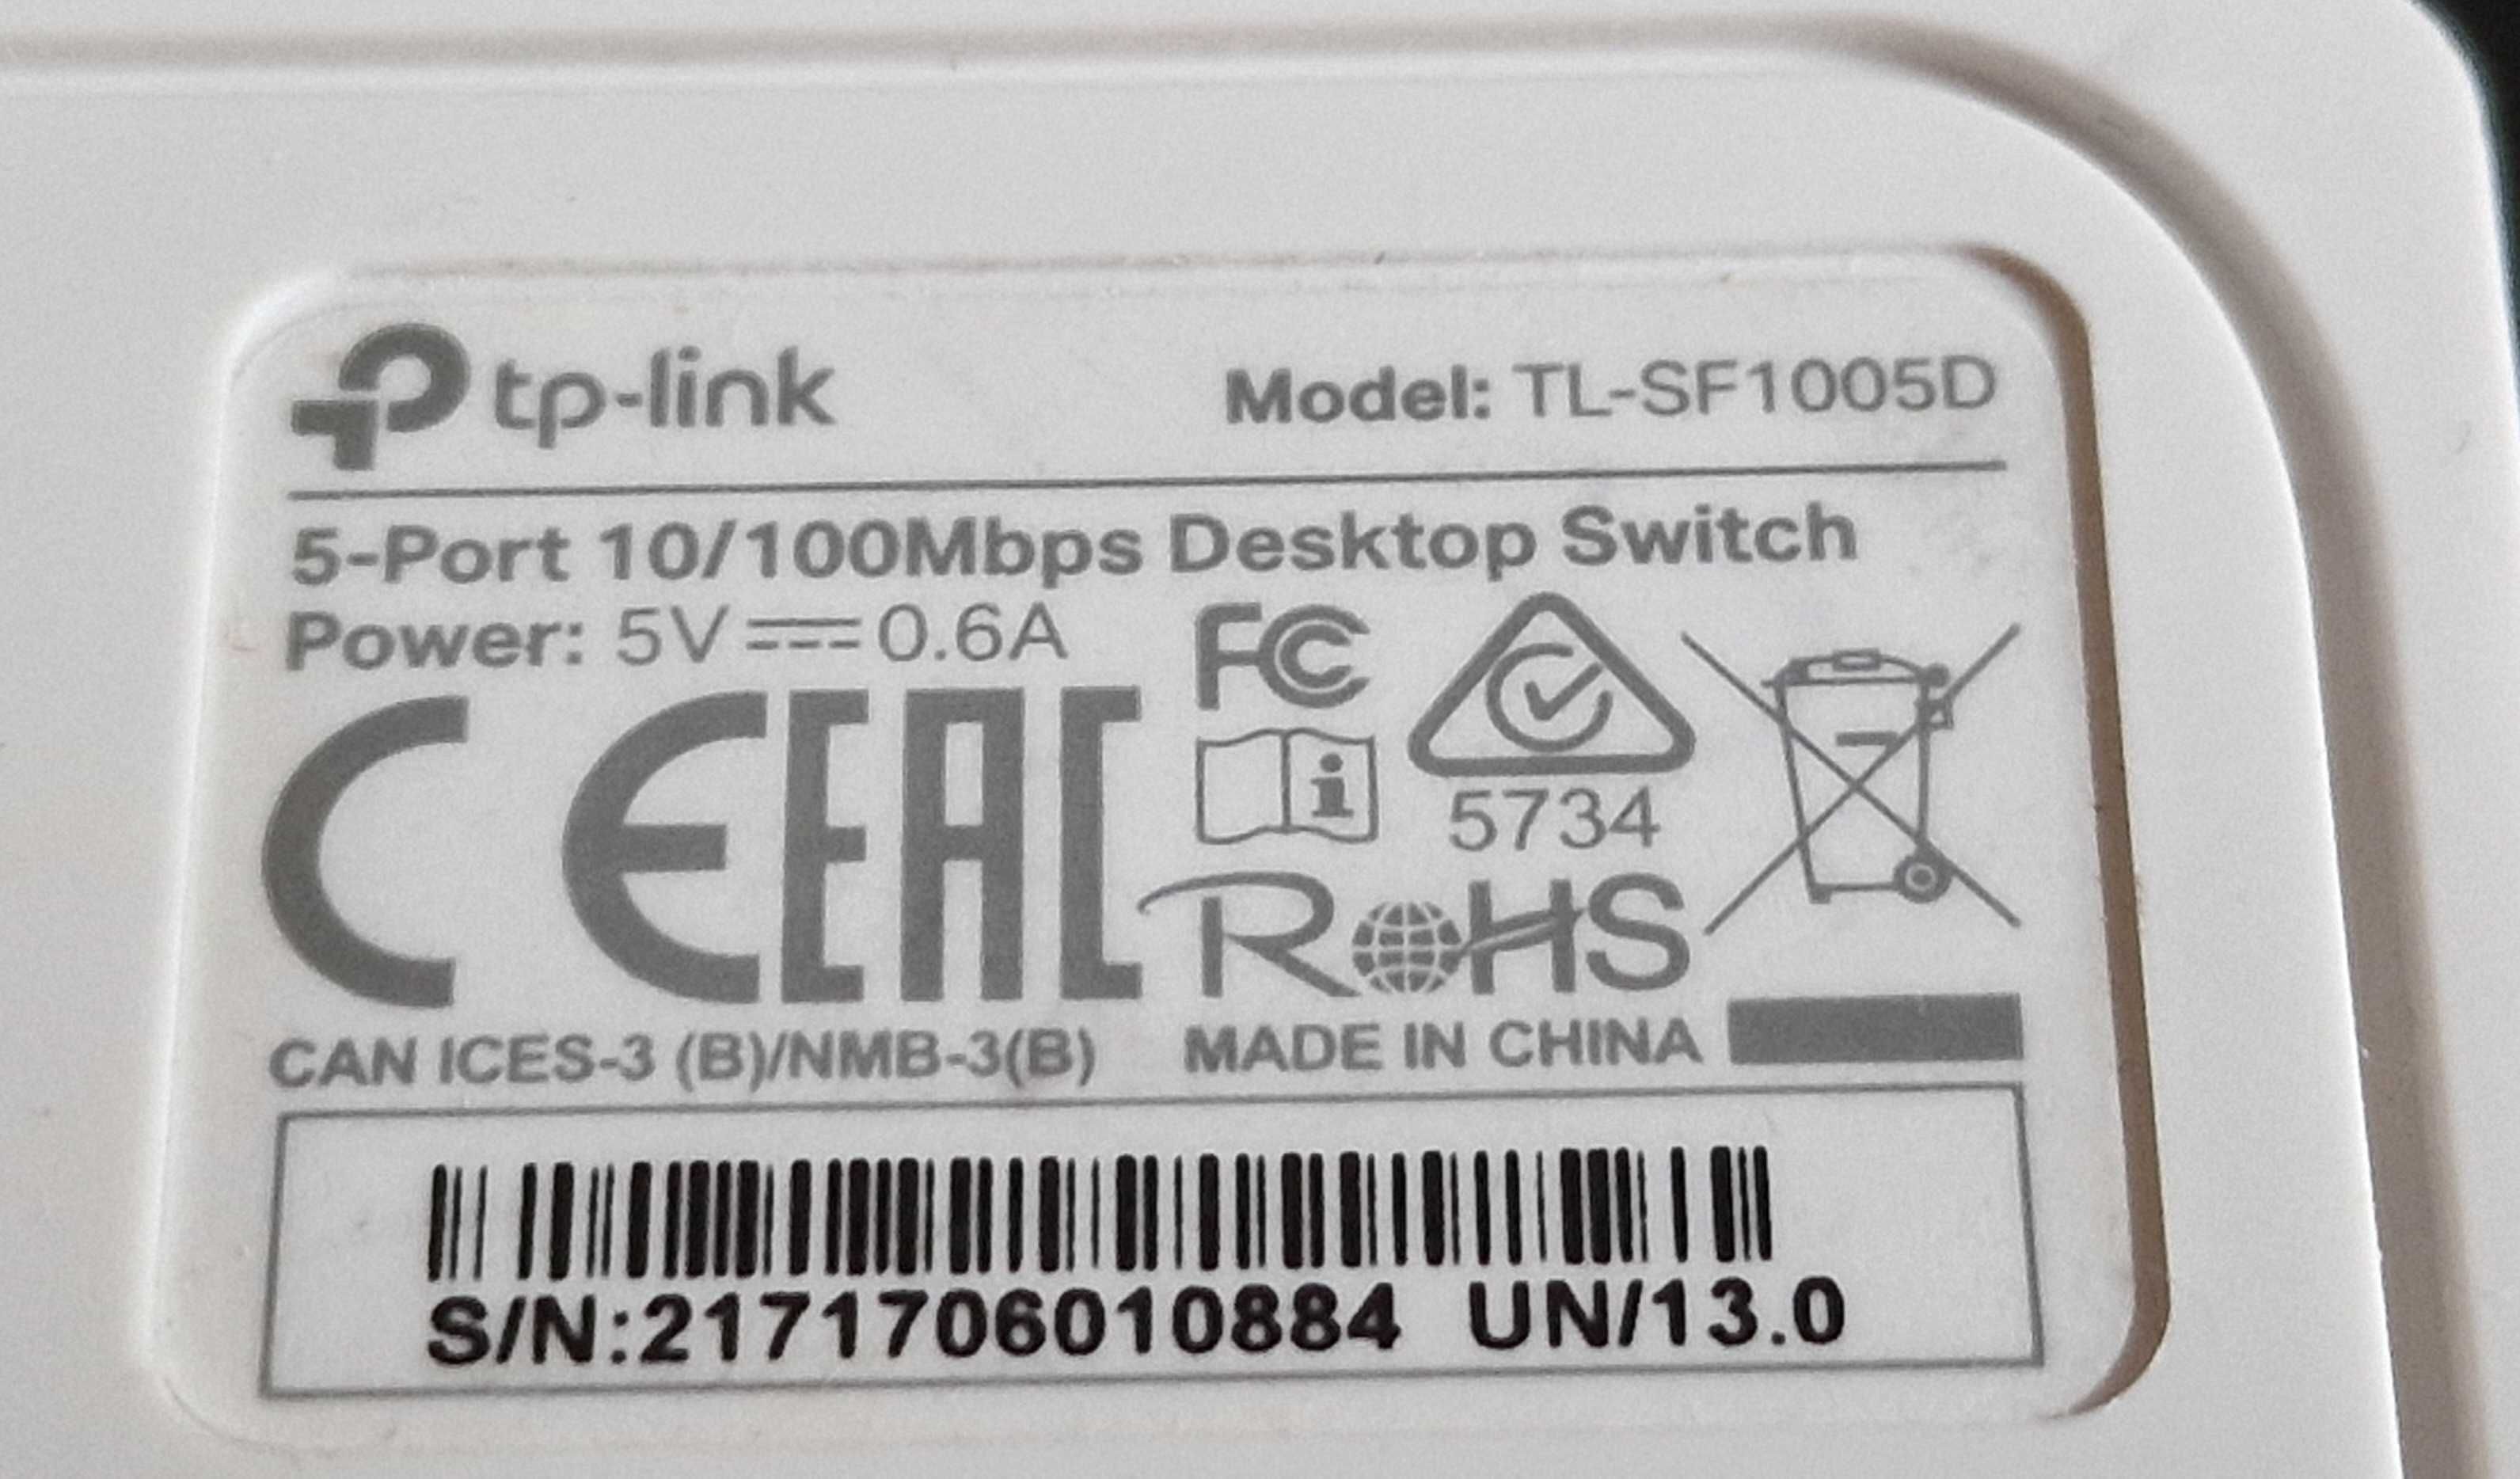 tp-link Model: TL-SF1005D
5-Port 10/100Mbps Desktop Switch
Power: 5V⎓0.6A
FC
CE EAC
i
5734
RoHS
CAN ICES-3 (B)/NMB-3(B) MADE IN CHINA
S/N:2171706010884 UN/13.0